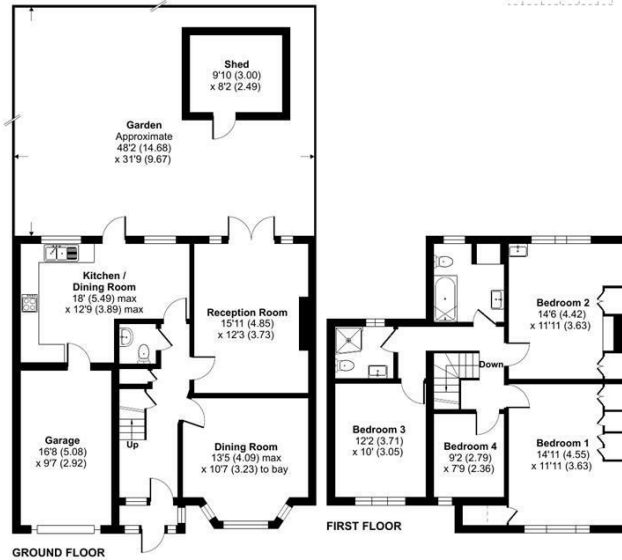 Shed
9'10 (3.00)
x 8'2 (2.49)
Garden
Approximate
48'2 (14.68)
x 31'9 (9.67)
Kitchen /
Dining Room
18' (5.49) max
x 12'9 (3.89) max
Reception Room
15'11 (4.85)
x 12'3 (3.73)
Garage
16'8 (5.08)
x 9'7 (2.92)
Up
Dining Room
13'5 (4.09) max
x 10'7 (3.23) to bay
GROUND FLOOR
Bedroom 2
14'6 (4.42)
x 11'11 (3.63)
Down
Bedroom 3
12'2 (3.71)
x 10' (3.05)
Bedroom 4
9'2 (2.79)
x 7'9 (2.36)
Bedroom 1
14'11 (4.55)
x 11'11 (3.63)
FIRST FLOOR